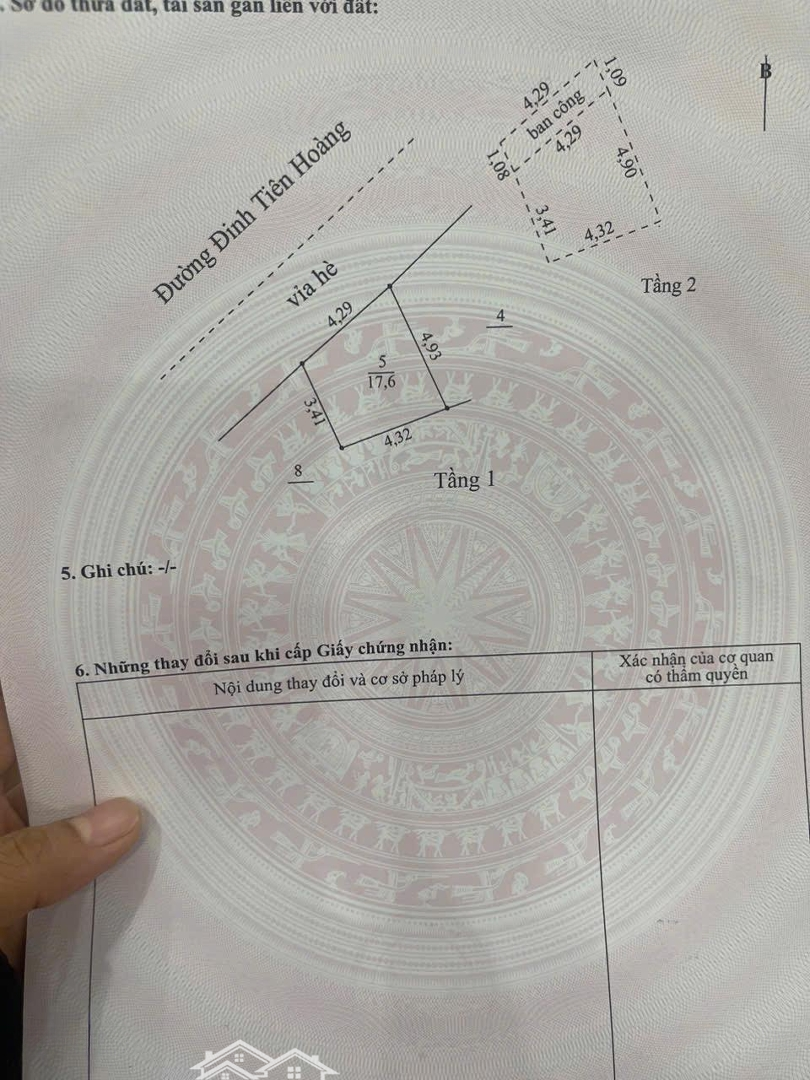 . Sơ đồ thửa đất, tài sản gắn liền với đất:
B
4,29
1,09
ban công
4,29
1,08
4,90
3,41
4,32
Tầng 2
Đường Đinh Tiên Hoàng
vỉa hè
4,29
4
5
17,6
4,93
3,41
4,32
8
Tầng 1
5. Ghi chú: -/-
6. Những thay đổi sau khi cấp Giấy chứng nhận:
Nội dung thay đổi và cơ sở pháp lý
Xác nhận của cơ quan
có thẩm quyền